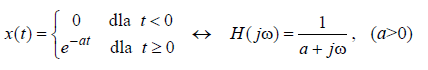 x(t) = { 0 dla t < 0 ; e^{-at} dla t ≥ 0 ↔ H(jω) = 1 / (a + jω) , (a>0)